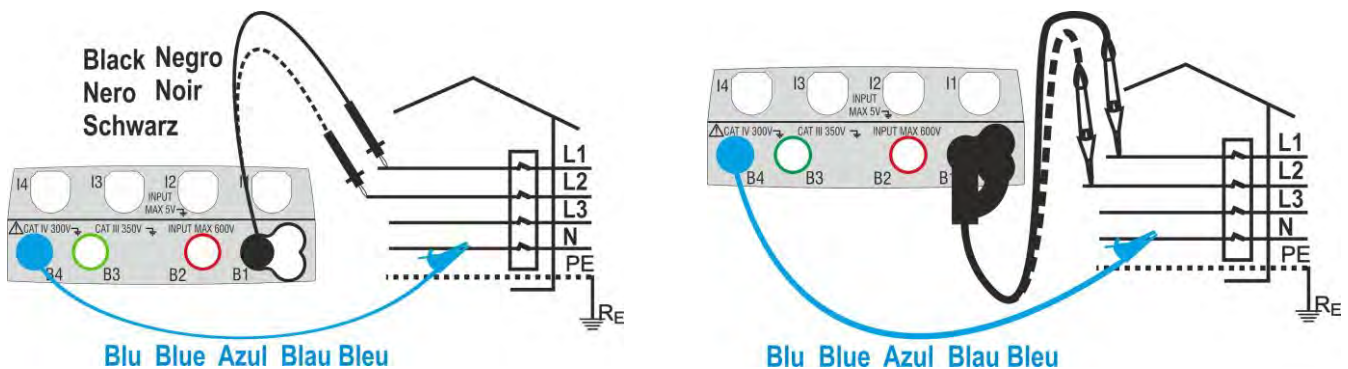 Black Negro
Nero Noir
Schwarz
I4 I3 I2
INPUT
MAX 5V
CAT IV 300V CAT III 350V INPUT MAX 600V
B4 B3 B2 B1
L1
L2
L3
N
PE
RE
Blu Blue Azul Blau Bleu
I4 I3 I2 I1
INPUT
MAX 5V
CAT IV 300V CAT III 350V INPUT MAX 600V
B4 B3 B2 B1
L1
L2
L3
N
PE
RE
Blu Blue Azul Blau Bleu